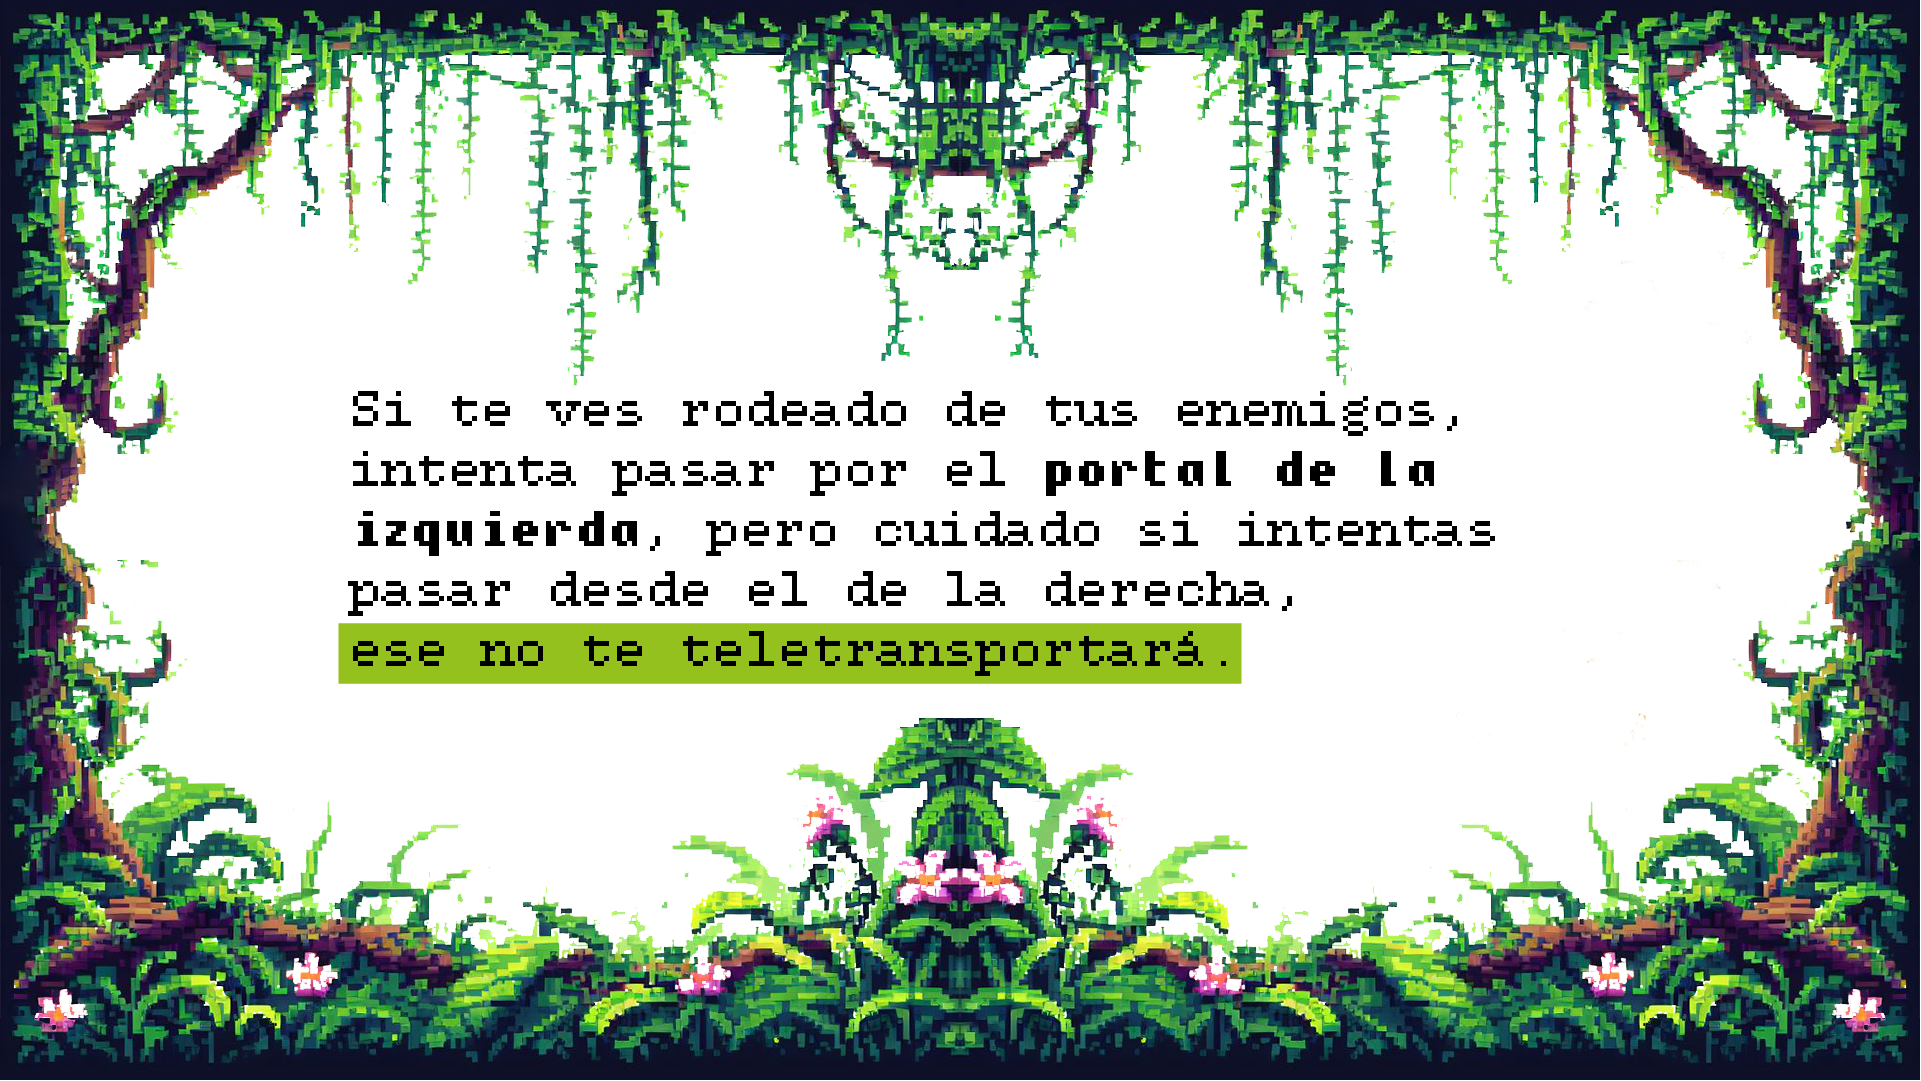 Si te ves rodeado de tus enemigos,
intenta pasar por el portal de la
izquierda, pero cuidado si intentas
pasar desde el de la derecha,
ese no te teletransportará.